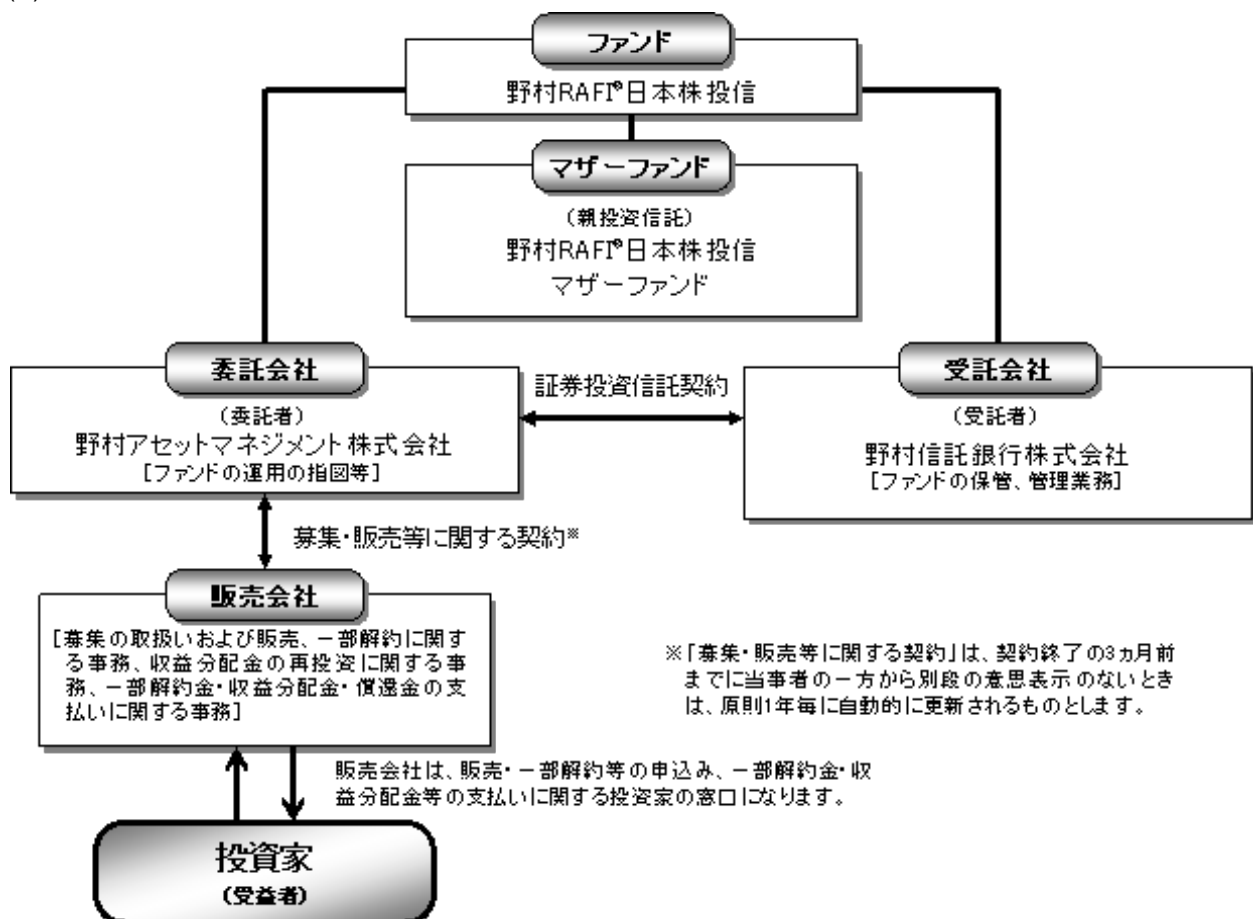 ファンド
野村RAFI®日本株投信
マザーファンド
(親投資信託)
野村RAFI®日本株投信
マザーファンド
委託会社
(委託者)
野村アセットマネジメント株式会社
[ファンドの運用の指図等]
証券投資信託契約
受託会社
(受託者)
野村信託銀行株式会社
[ファンドの保管、管理業務]
募集・販売等に関する契約※
販売会社
[募集の取扱いおよび販売、一部解約に関す
る事務、収益分配金の再投資に関する事
務、一部解約金・収益分配金・償還金の支
払いに関する事務]
※「募集・販売等に関する契約」は、契約終了の3ヵ月前
までに当事者の一方から別段の意思表示のないとき
は、原則1年毎に自動的に更新されるものとします。
販売会社は、販売・一部解約等の申込み、一部解約金・収
益分配金等の支払いに関する投資家の窓口になります。
投資家
(受益者)